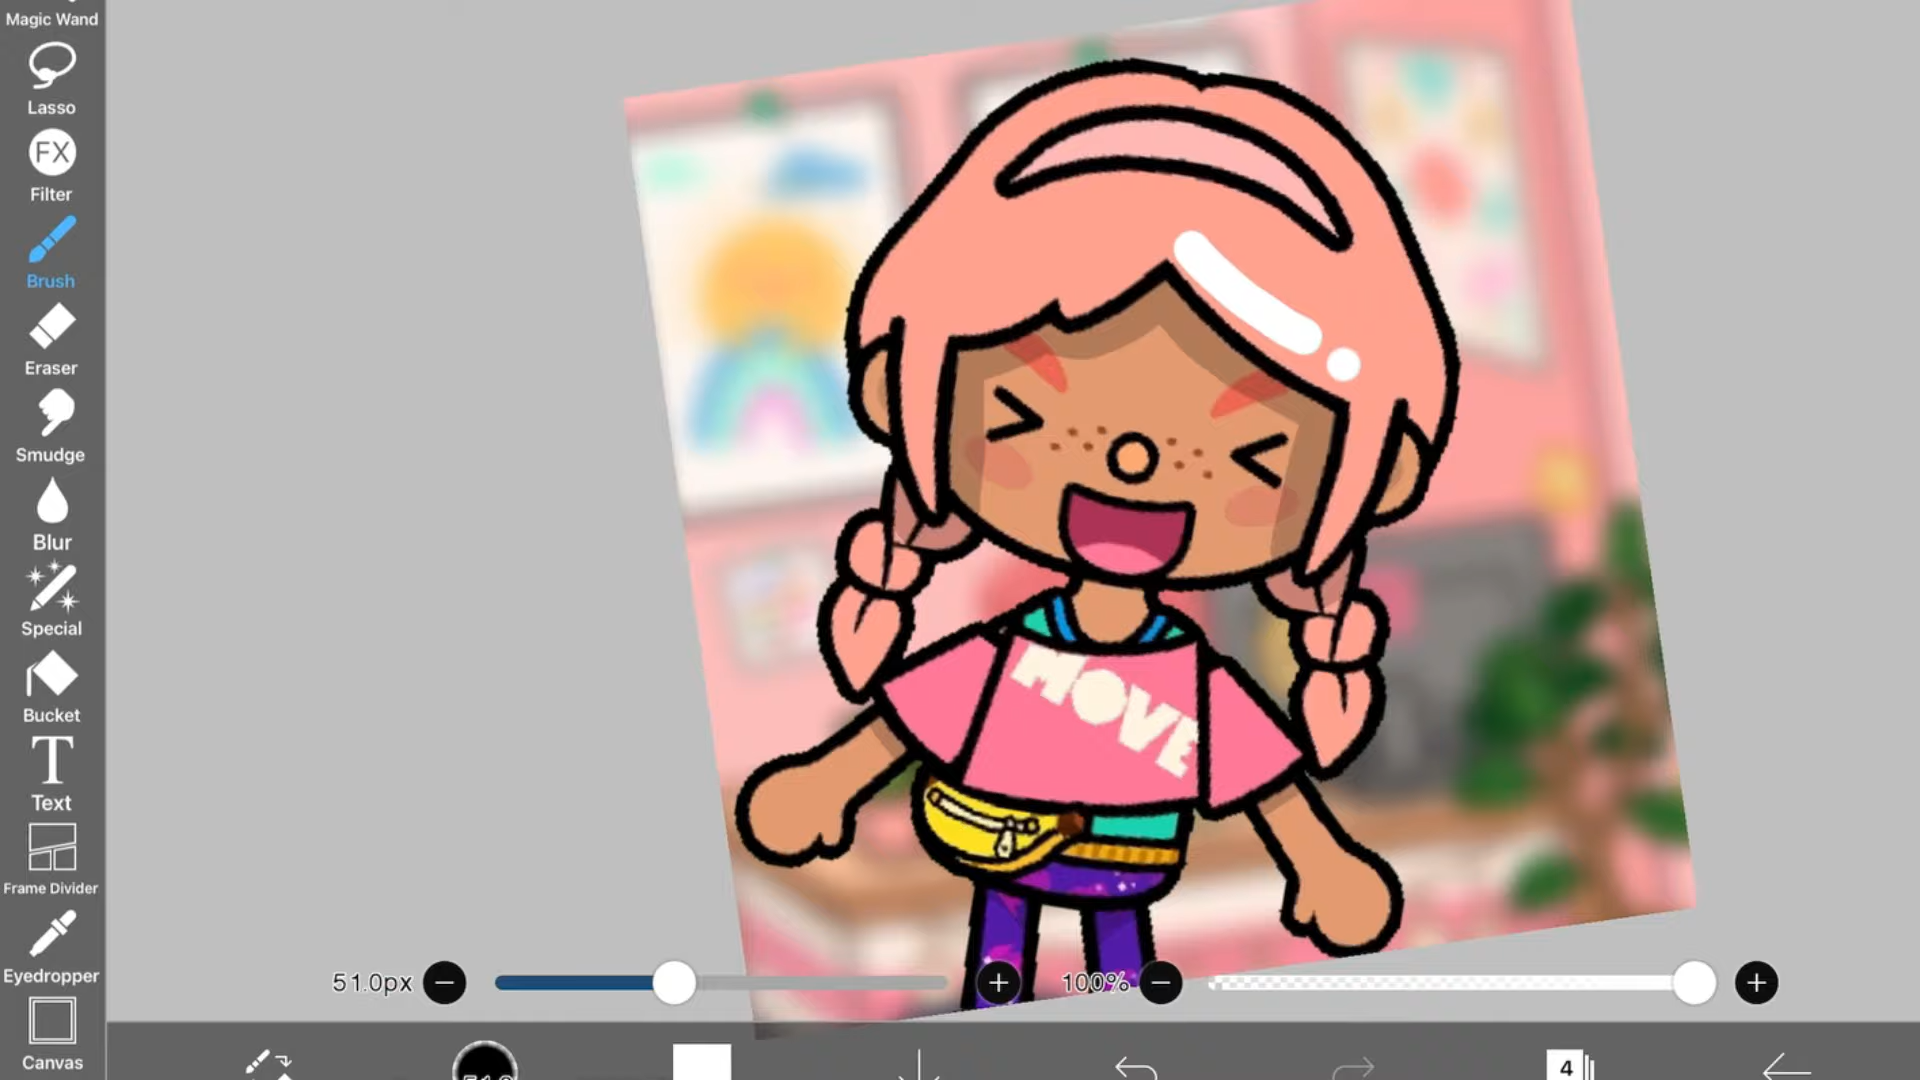 Magic Wand
Lasso
FX
Filter
Brush
Eraser
Smudge
Blur
Special
Bucket
T
Text
Frame Divider
Eyedropper
Canvas
MOVE
51.0px
100%
4